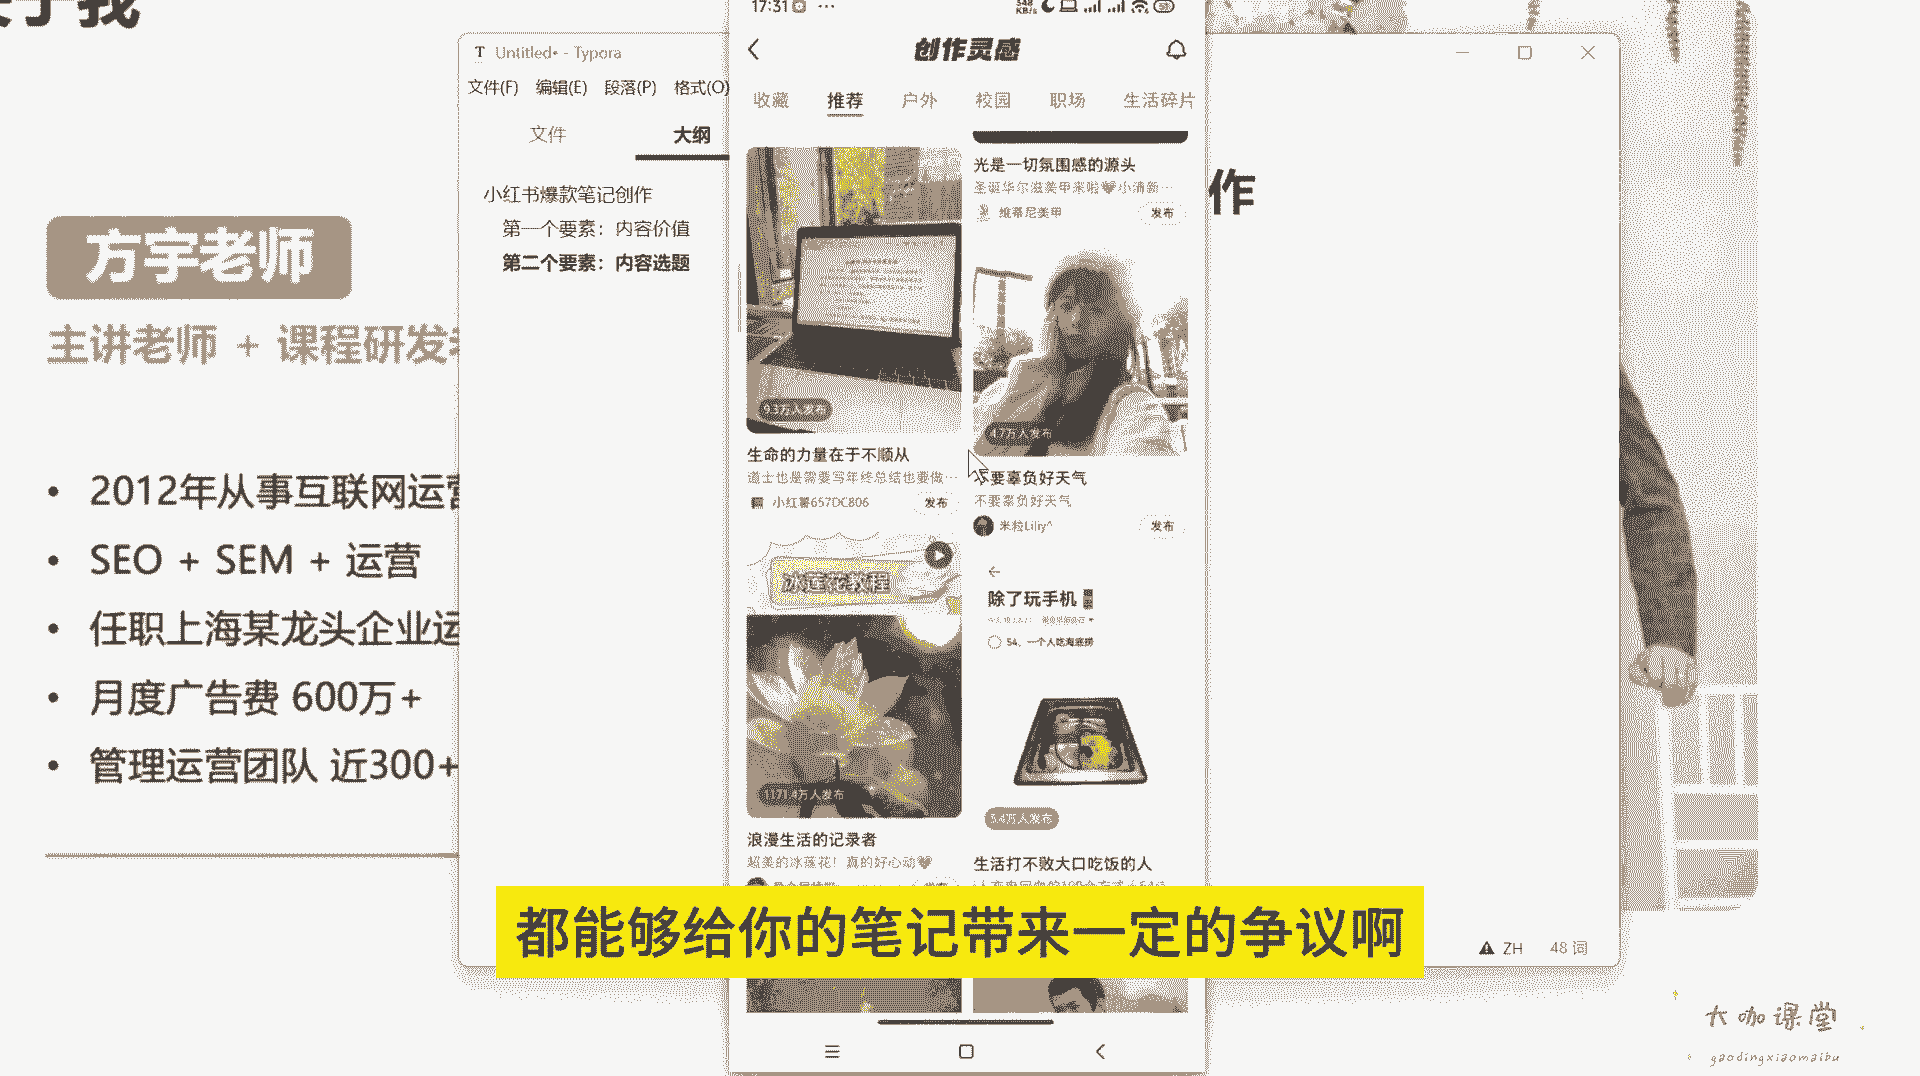 关于我
方宇老师
主讲老师 + 课程研发老
2012年从事互联网运营
SEO + SEM + 运营
任职上海某龙头企业运
月度广告费 600万+
管理运营团队 近300+
Untitled• - Typora
文件(F) 编辑(E) 段落(P) 格式(O)
文件 大纲
小红书爆款笔记创作
第一个要素：内容价值
第二个要素：内容选题
作
17:31
创作灵感
收藏 推荐 户外 校园 职场 生活碎片
9.3万人发布
生命的力量在于不顺从
道士也是需要写年终总结也要做…
小红薯657DC806 发布
冰莲花教程
1171.4万人发布
浪漫生活的记录者
超美的冰莲花！真的好心动
光是一切氛围感的源头
圣诞华尔滋美甲来啦 小清新…
维蒂尼美甲 发布
4.7万人发布
不要辜负好天气
不要辜负好天气
米粒Liliy^ 发布
除了玩手机
54、一个人吃海底捞
5.4万人发布
生活打不败大口吃饭的人
都能够给你的笔记带来一定的争议啊
ZH 48 词
大咖课堂
gaodingxiaomaibu